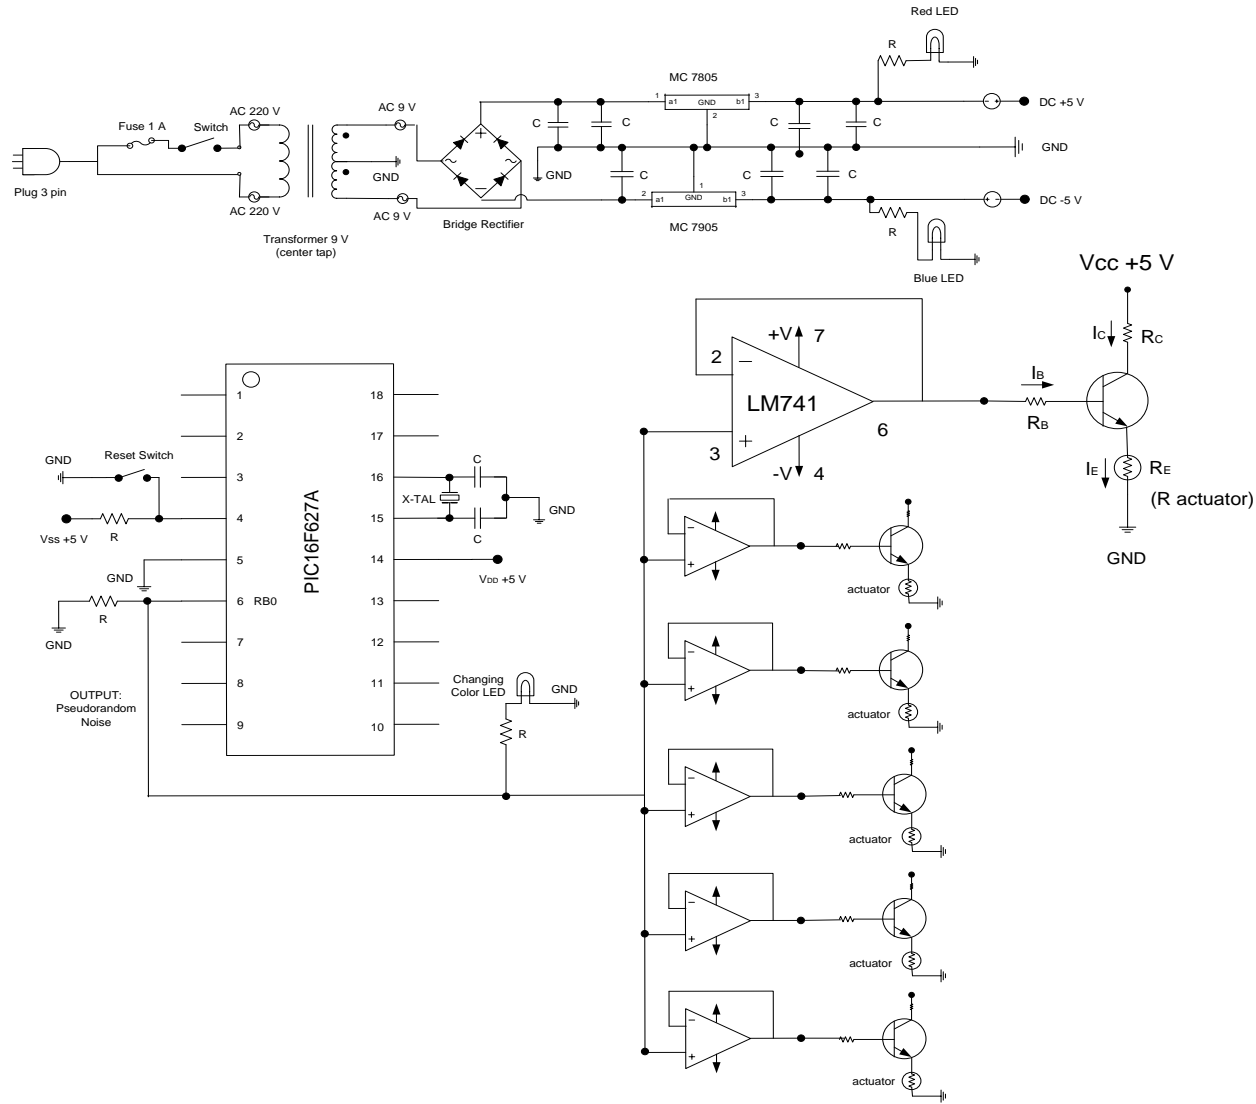 Red LED
R
MC 7805
AC 220 V
AC 9 V
1
a1
GND
b1
3
2
DC +5 V
Fuse 1 A
Switch
C
C
C
C
GND
GND
GND
Plug 3 pin
C
C
C
1
2
a1
GND
b1
3
DC -5 V
AC 220 V
AC 9 V
Bridge Rectifier
MC 7905
R
Transformer 9 V
(center tap)
Blue LED
Vcc +5 V
IC
RC
+V
7
2
LM741
IB
RB
6
3
-V
4
IE
RE
(R actuator)
GND
PIC16F627A
1
18
2
17
GND
Reset Switch
3
16
C
X-TAL
4
15
GND
Vss +5 V
R
C
GND
5
14
VDD +5 V
6
RB0
13
R
GND
7
12
8
11
9
10
OUTPUT:
Pseudorandom
Noise
Changing
Color LED
GND
R
actuator
actuator
actuator
actuator
actuator